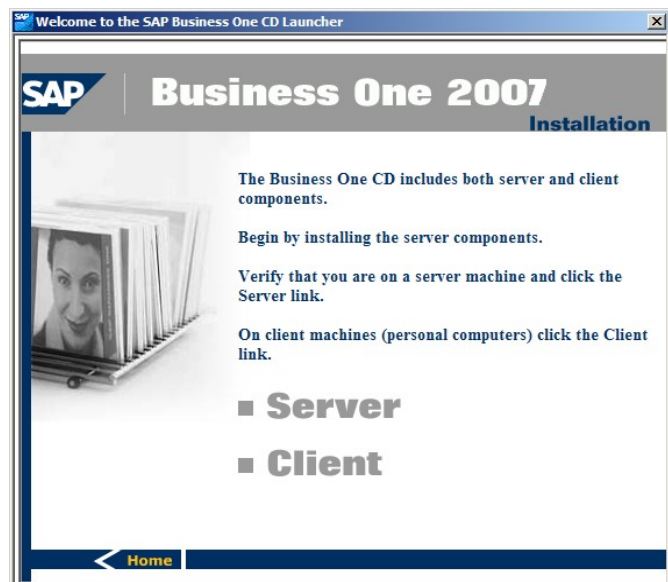 Welcome to the SAP Business One CD Launcher
SAP
Business One 2007
Installation
The Business One CD includes both server and client
components.
Begin by installing the server components.
Verify that you are on a server machine and click the
Server link.
On client machines (personal computers) click the Client
link.
Server
Client
Home